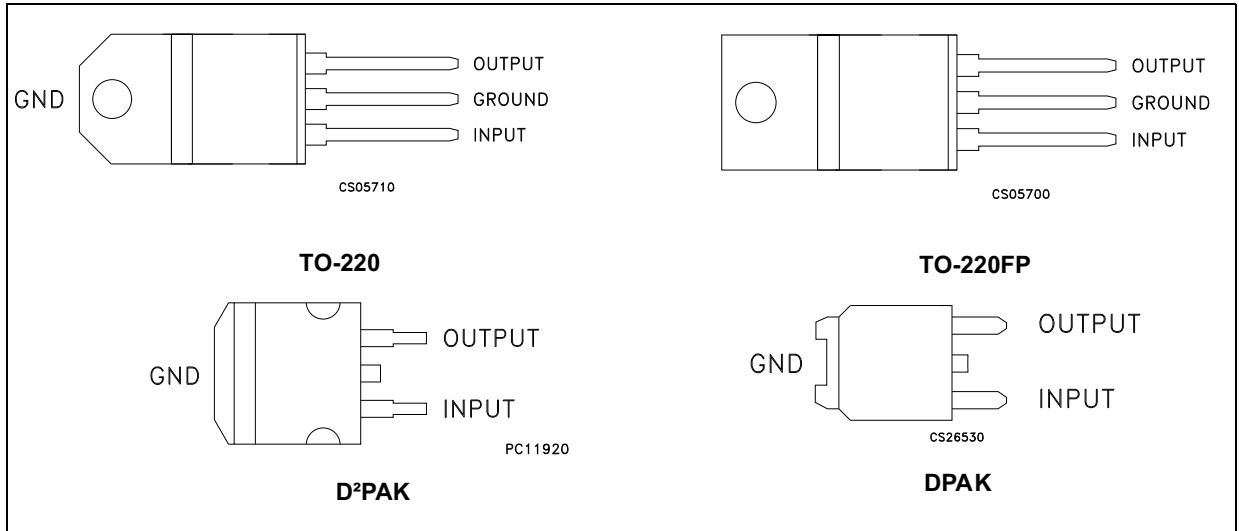 GND
OUTPUT
GROUND
INPUT
CS05710
TO-220
OUTPUT
GROUND
INPUT
CS05700
TO-220FP
GND
OUTPUT
INPUT
PC11920
D²PAK
GND
OUTPUT
INPUT
CS26530
DPAK